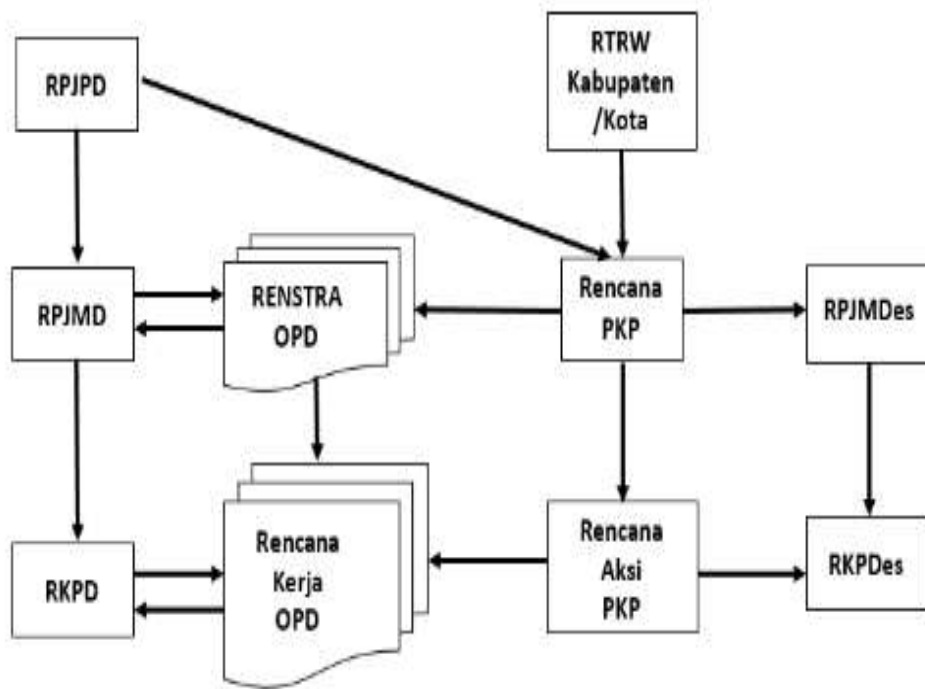 RPJPD
RTRW
Kabupaten
/Kota
RPJMD
RENSTRA
OPD
Rencana
PKP
RPJMDes
RKPD
Rencana
Kerja
OPD
Rencana
Aksi
PKP
RKPDes